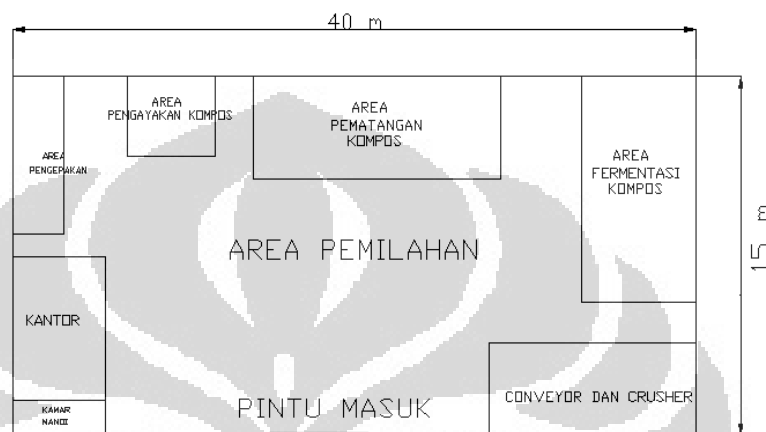 40 m
AREA
PENGAYAKAN KOMPOS
AREA
PEMATANGAN
KOMPOS
AREA
PENGEPAKAN
AREA
FERMENTASI
KOMPOS
15 m
AREA PEMILAHAN
KANTOR
CONVEYOR DAN CRUSHER
PINTU MASUK
KAMAR
MANDI